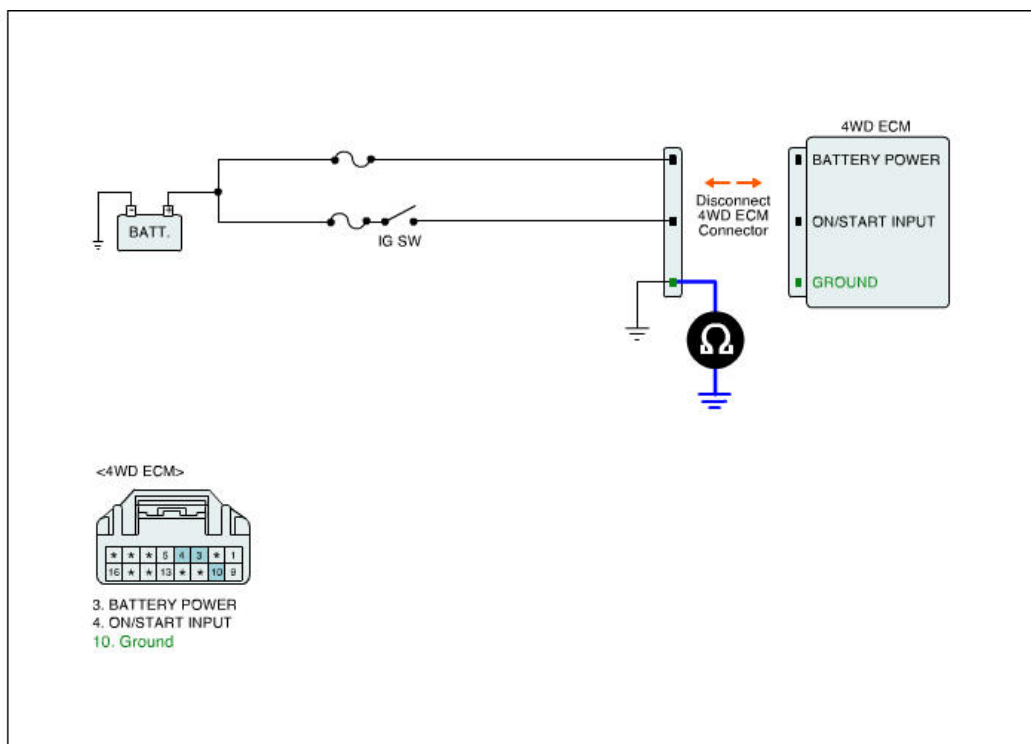 4WD ECM
BATTERY POWER
Disconnect
4WD ECM
Connector
- +
BATT.
IG SW
ON/START INPUT
GROUND
Ω
<4WD ECM>
* * * 5 4 3 * 1
16 * * 13 * * 10 9
3. BATTERY POWER
4. ON/START INPUT
10. Ground